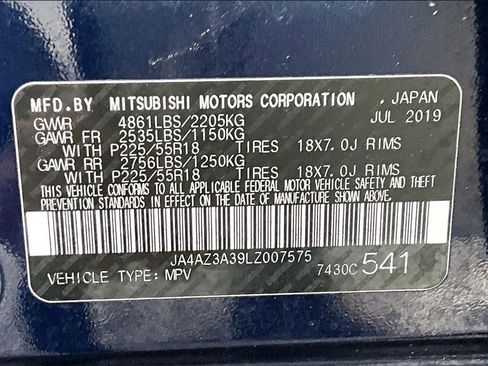 MFD.BY MITSUBISHI MOTORS CORPORATION . JAPAN
GVWR 4861LBS/2205KG JUL 2019
GAWR FR 2535LBS/1150KG
WITH P225/55R18 TIRES 18X7.0J RIMS
GAWR RR 2756LBS/1250KG
WITH P225/55R18 TIRES 18X7.0J RIMS
THIS VEHICLE CONFORMS TO ALL APPLICABLE FEDERAL MOTOR VEHICLE SAFETY AND THEFT
PREVENTION STANDARDS IN EFFECT ON THE DATE OF MANUFACTURE SHOWN ABOVE.
JA4AZ3A39LZ007575
VEHICLE TYPE: MPV 7430C 541